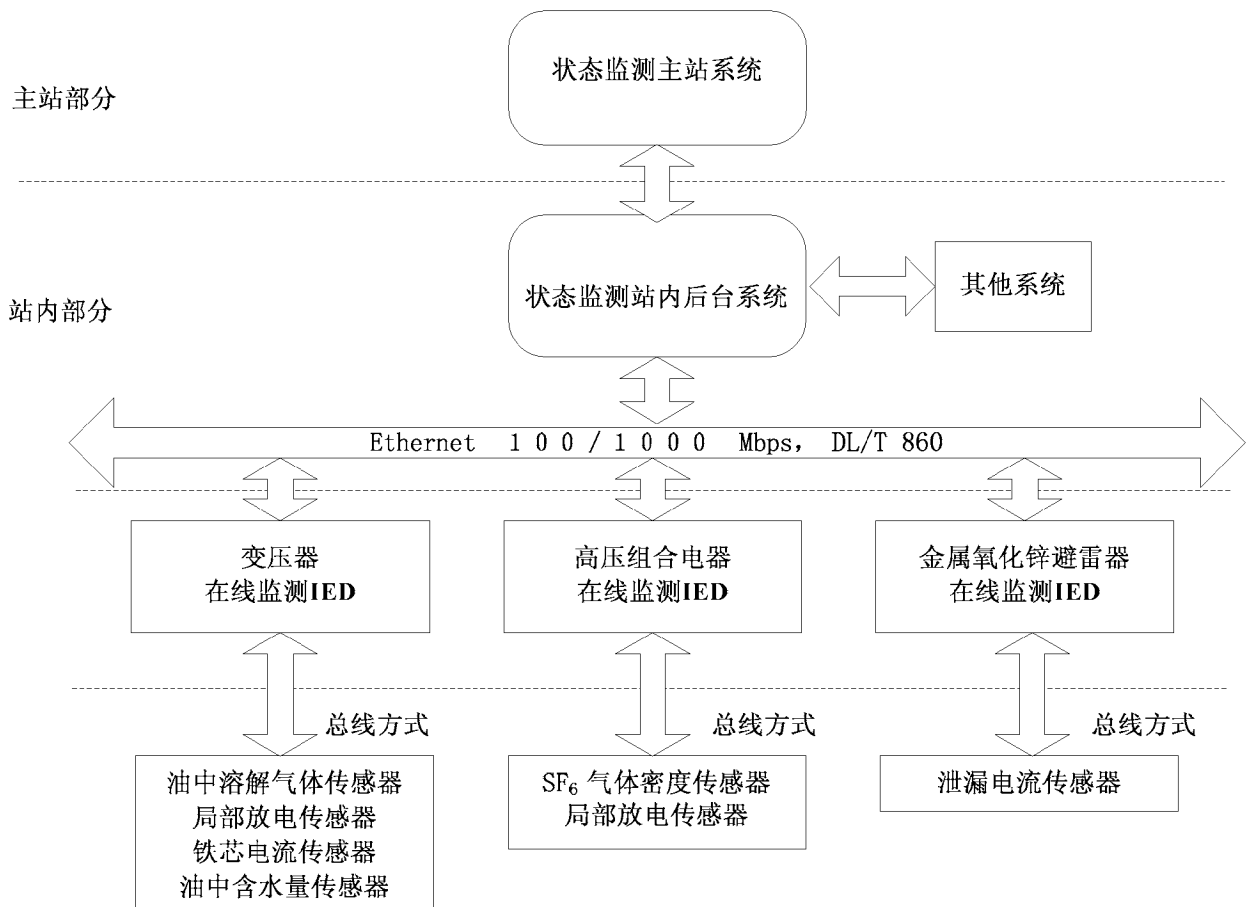 状态监测主站系统
主站部分
状态监测站内后台系统
其他系统
站内部分
Ethernet 100/1000 Mbps, DL/T 860
变压器
在线监测IED
高压组合电器
在线监测IED
金属氧化锌避雷器
在线监测IED
总线方式
总线方式
总线方式
油中溶解气体传感器
局部放电传感器
铁芯电流传感器
油中含水量传感器
SF₆ 气体密度传感器
局部放电传感器
泄漏电流传感器